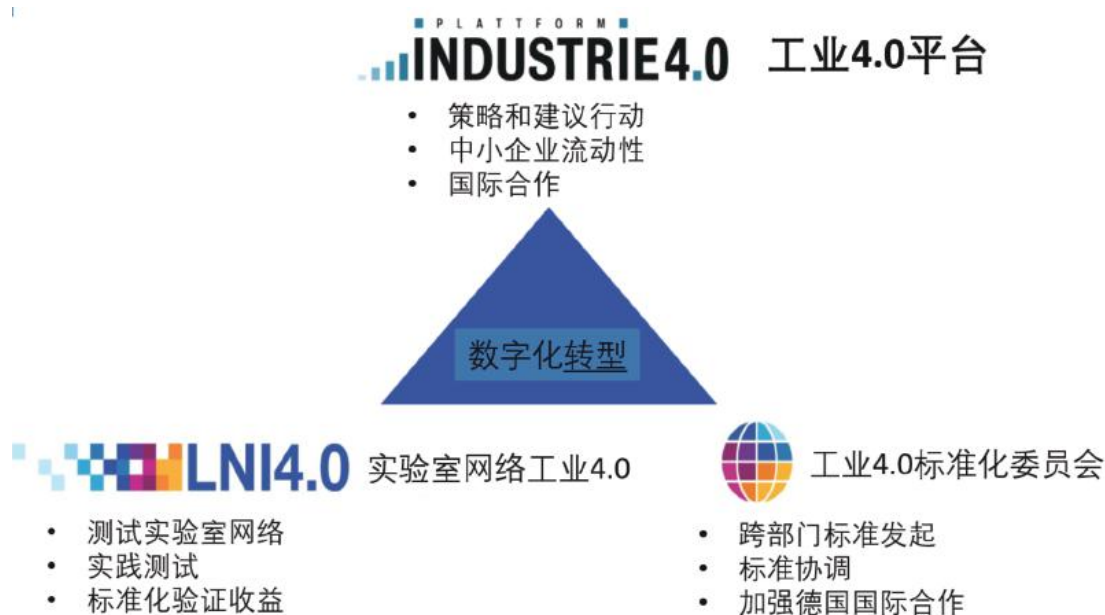 PLATTFORM
INDUSTRIE4.0 工业4.0平台
• 策略和建议行动
• 中小企业流动性
• 国际合作
数字化转型
LNI4.0 实验室网络工业4.0
• 测试实验室网络
• 实践测试
• 标准化验证收益
工业4.0标准化委员会
• 跨部门标准发起
• 标准协调
• 加强德国国际合作